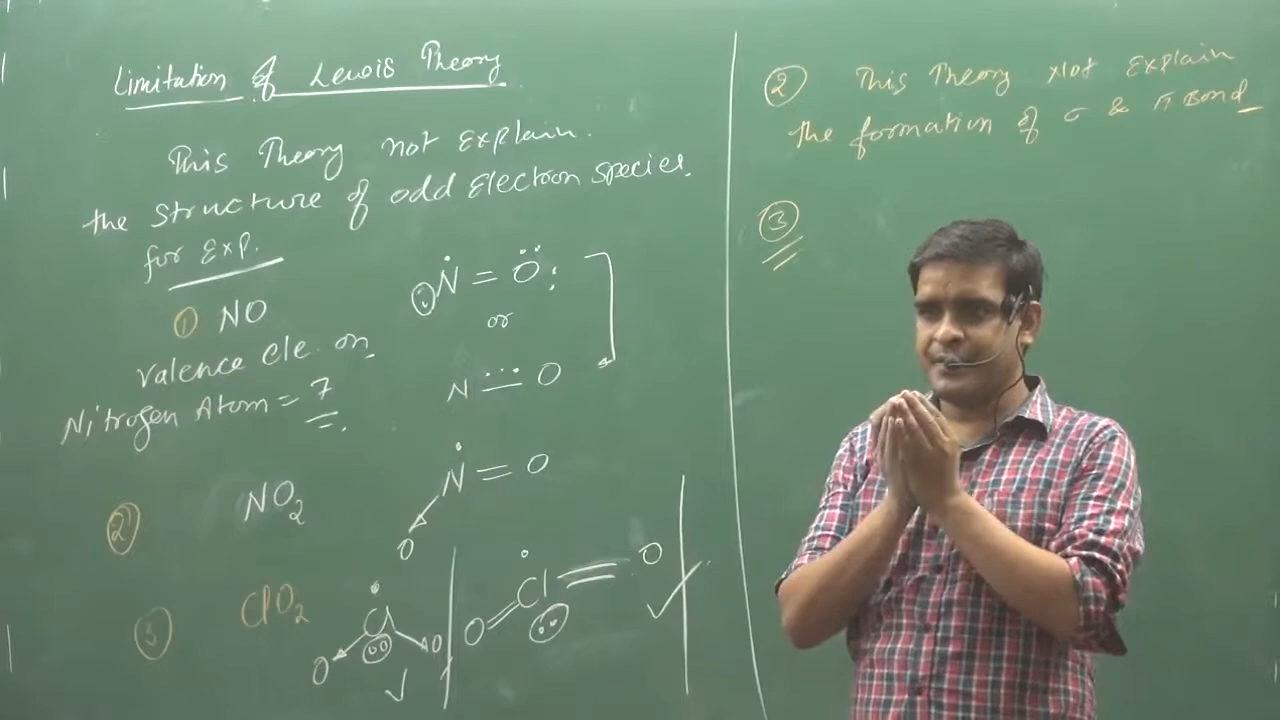 Limitation of Lewis Theory
This Theory not Explain.
the structure of odd Electron species.
for Exp.
① NO
:Ṅ = Ö:
or
valence ele. on
N ⋯ O
Nitrogen Atom = 7
Ṅ = O
O
② NO₂
③ ClO₂
Cl
O O
O Cl O
② This Theory Not Explain
the formation of σ & π Bond
③